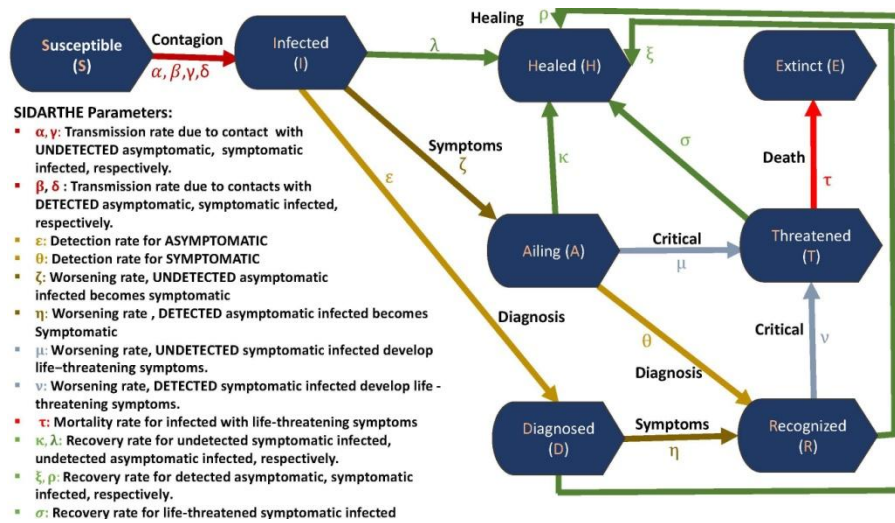 Healing
ρ
Susceptible
(S)
Contagion
α, β,γ,δ
Infected
(I)
λ
Healed (H)
ξ
Extinct (E)
SIDARTHE Parameters:
▪ α, γ: Transmission rate due to contact with
UNDETECTED asymptomatic, symptomatic
infected, respectively.
▪ β, δ : Transmission rate due to contacts with
DETECTED asymptomatic, symptomatic infected,
respectively.
▪ ε: Detection rate for ASYMPTOMATIC
▪ θ: Detection rate for SYMPTOMATIC
▪ ζ: Worsening rate, UNDETECTED asymptomatic
infected becomes symptomatic
▪ η: Worsening rate , DETECTED asymptomatic infected becomes
Symptomatic
▪ μ: Worsening rate, UNDETECTED symptomatic infected develop
life–threatening symptoms.
▪ ν: Worsening rate, DETECTED symptomatic infected develop life -
threatening symptoms.
▪ τ: Mortality rate for infected with life-threatening symptoms
▪ κ, λ: Recovery rate for undetected symptomatic infected,
undetected asymptomatic infected, respectively.
▪ ξ, ρ: Recovery rate for detected asymptomatic, symptomatic
infected, respectively.
▪ σ: Recovery rate for life-threatened symptomatic infected
Symptoms
ζ
ε
κ
σ
Death
τ
Ailing (A)
Critical
μ
Threatened
(T)
Diagnosis
θ
Diagnosis
Critical
ν
Diagnosed
(D)
Symptoms
η
Recognized
(R)